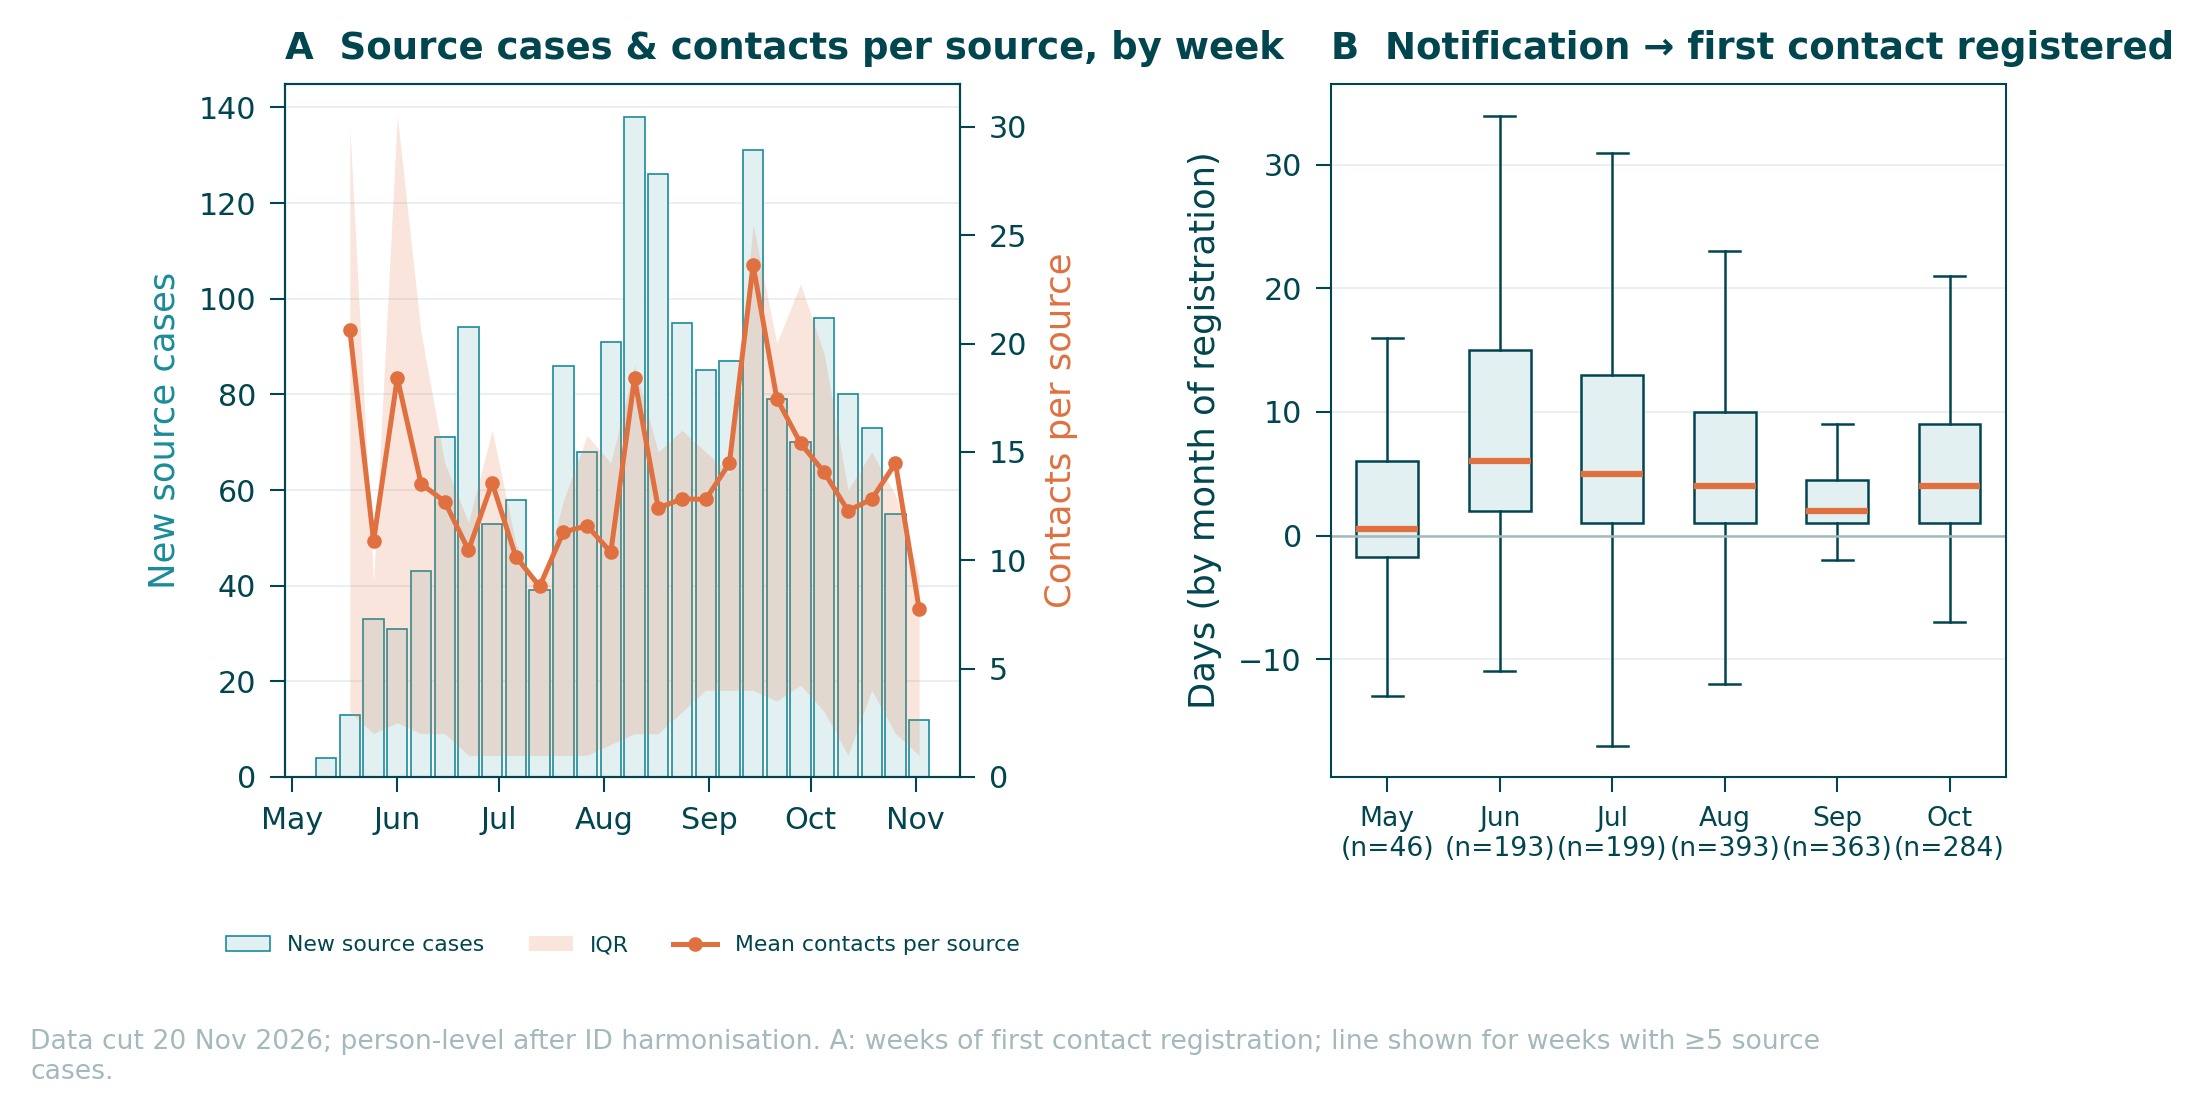 A  Source cases & contacts per source, by week
New source cases
140
120
100
80
60
40
20
0
30
25
20
15
10
5
0
Contacts per source
May Jun Jul Aug Sep Oct Nov
New source cases IQR Mean contacts per source
B  Notification → first contact registered
Days (by month of registration)
30
20
10
0
−10
May Jun Jul Aug Sep Oct
(n=46) (n=193) (n=199) (n=393) (n=363) (n=284)
Data cut 20 Nov 2026; person-level after ID harmonisation. A: weeks of first contact registration; line shown for weeks with ≥5 source
cases.